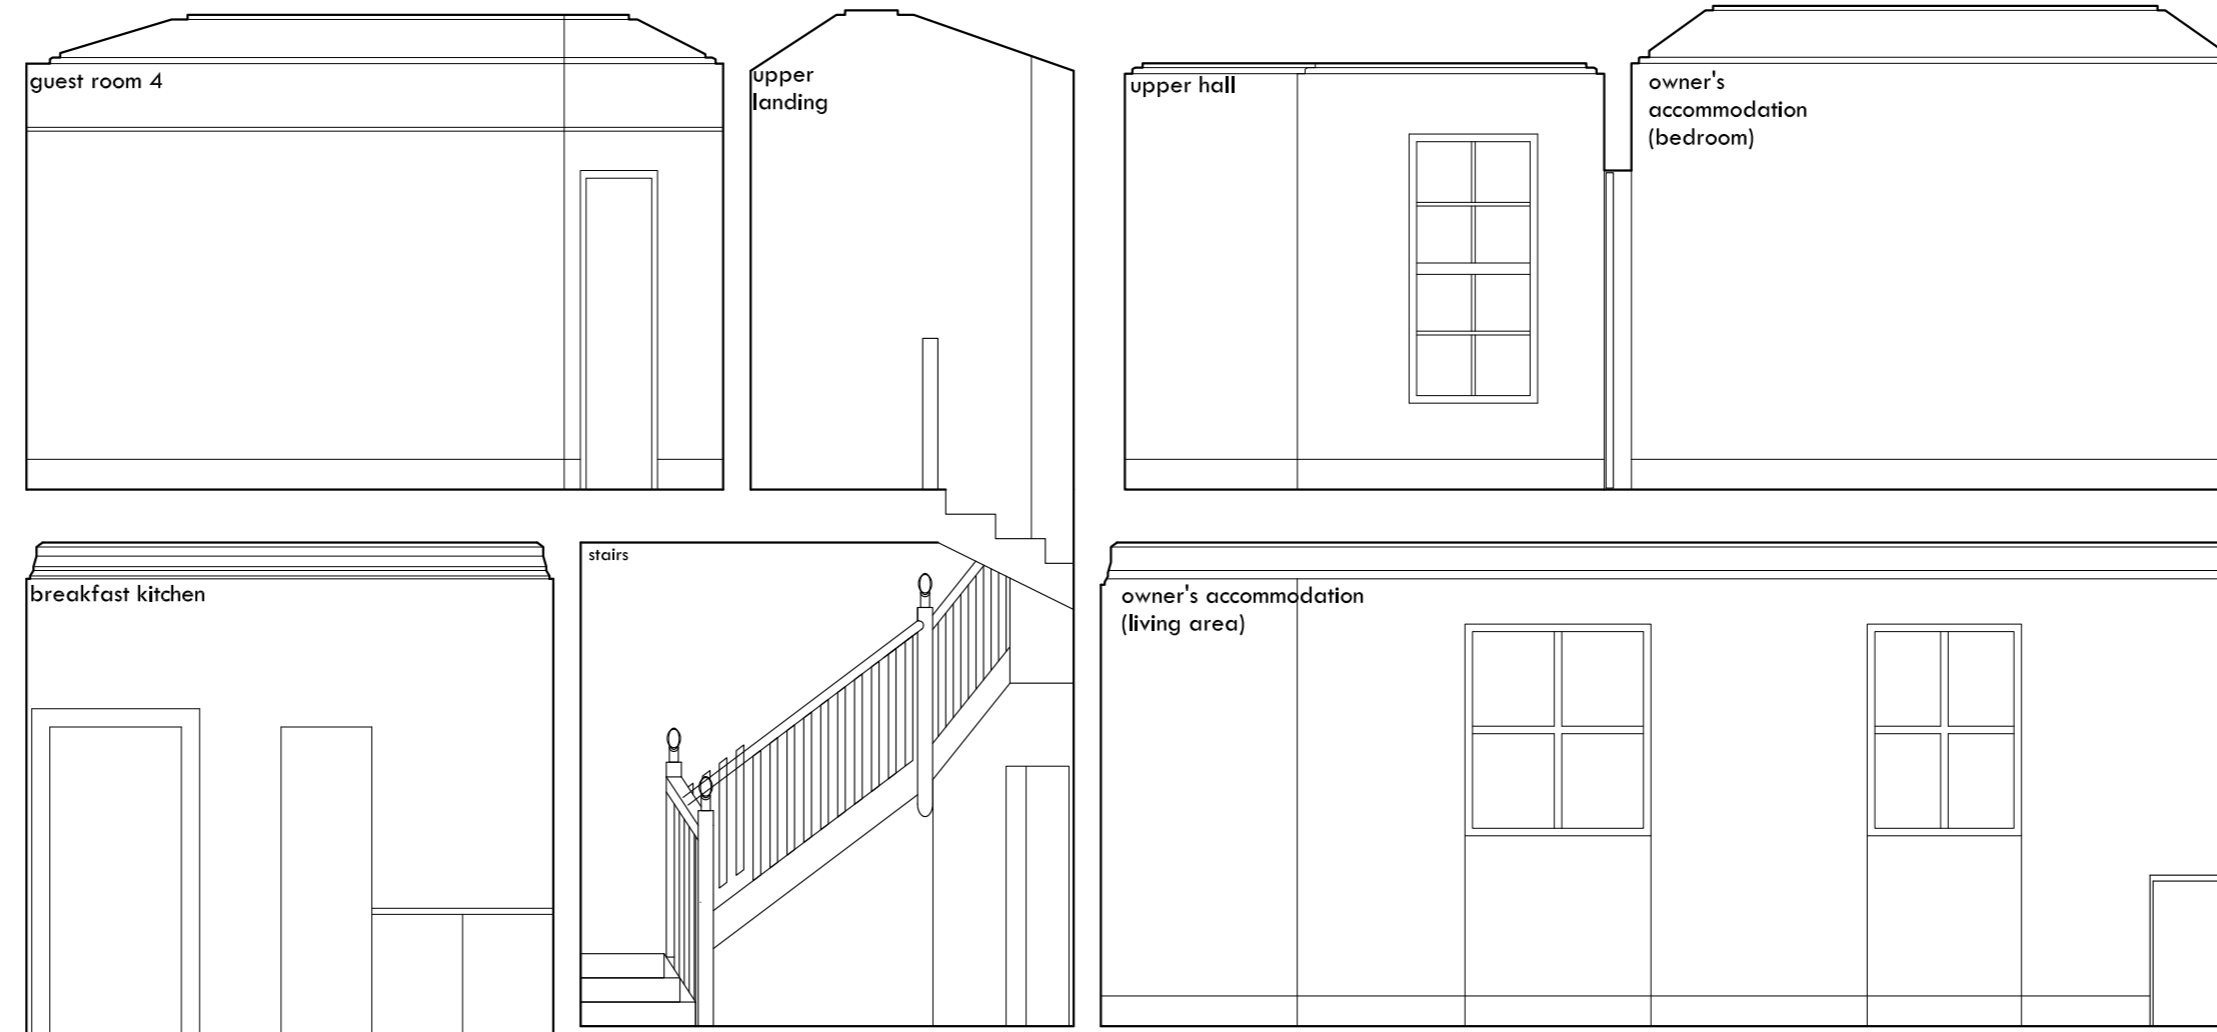 guest room 4
upper
landing
upper hall
owner's
accommodation
(bedroom)
breakfast kitchen
stairs
owner's accommodation
(living area)